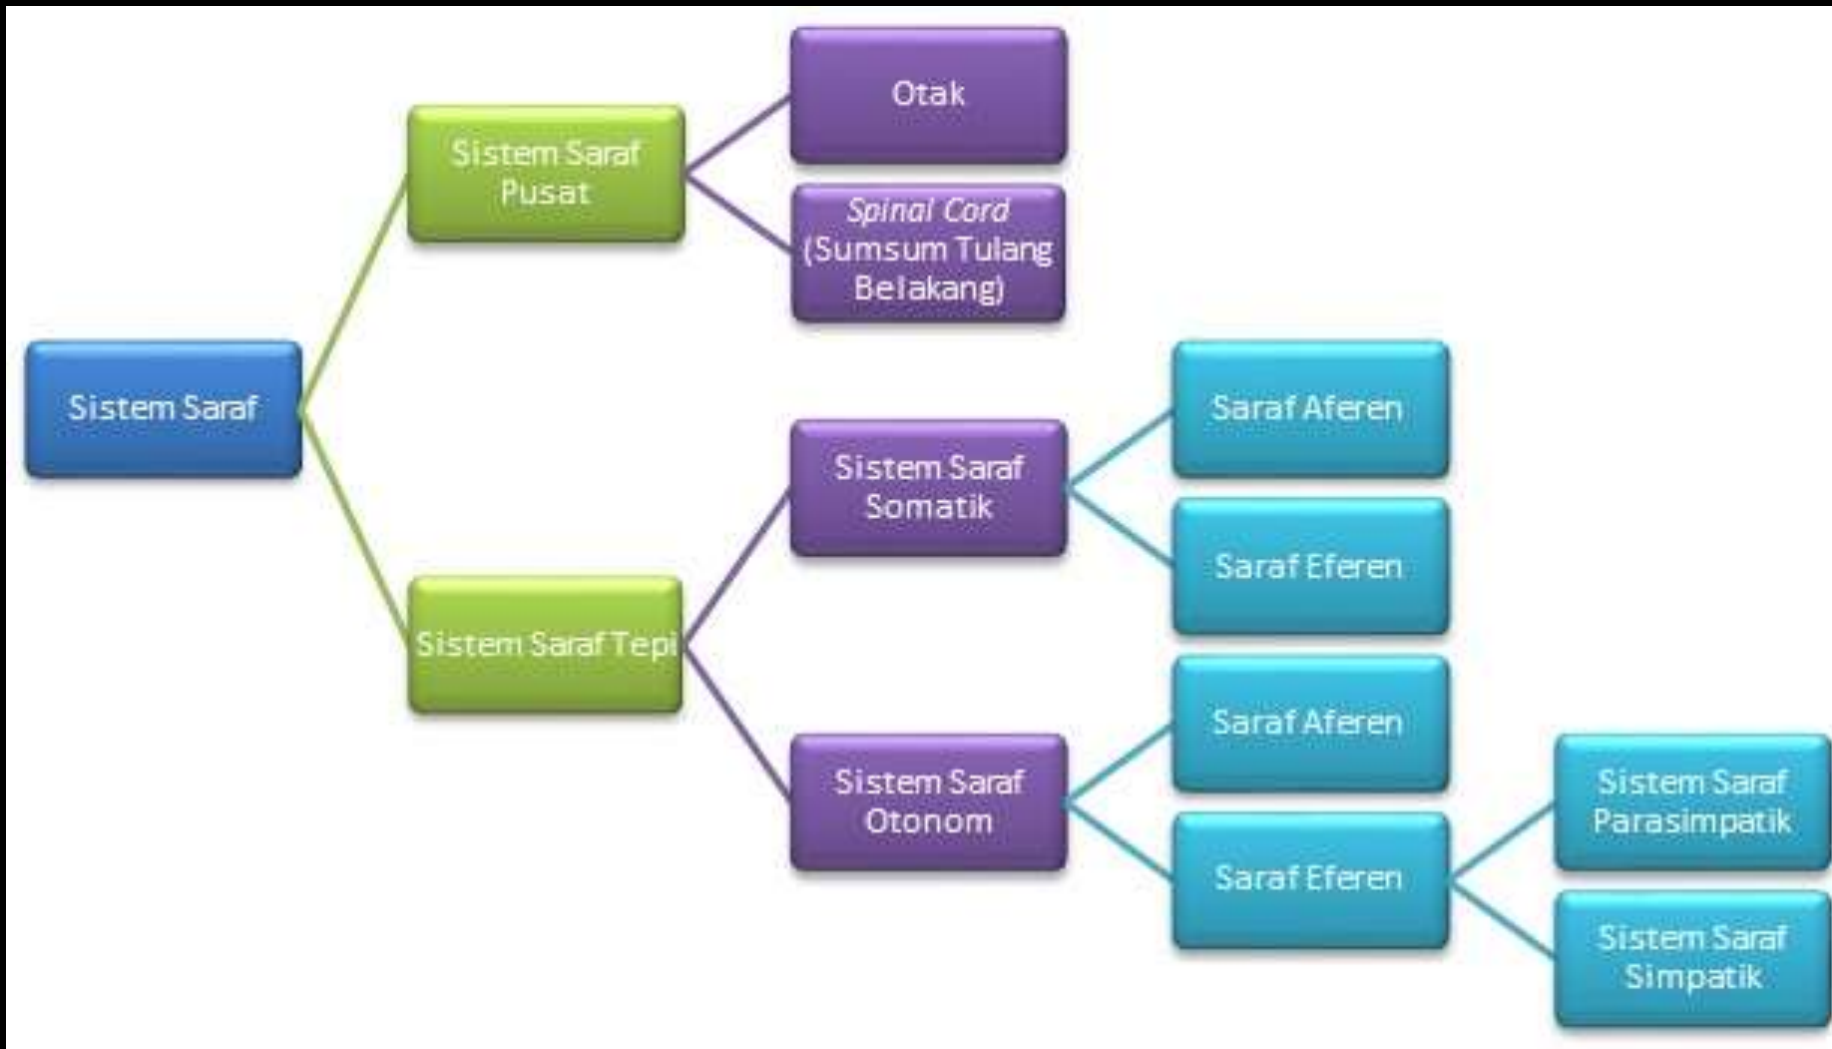 Otak
Sistem Saraf
Pusat
Spinal Cord
(Sumsum Tulang
Belakang)
Sistem Saraf
Saraf Aferen
Sistem Saraf
Somatik
Saraf Eferen
Sistem Saraf Tepi
Saraf Aferen
Sistem Saraf
Otonom
Sistem Saraf
Parasimpatik
Saraf Eferen
Sistem Saraf
Simpatik